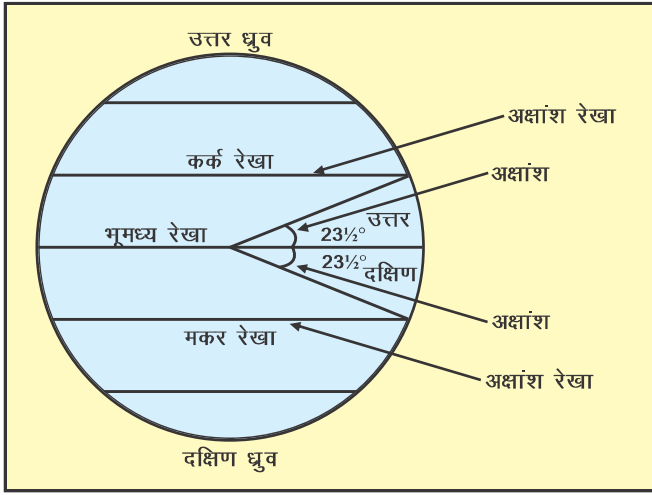 उत्तर ध्रुव
अक्षांश रेखा
कर्क रेखा
अक्षांश
उत्तर
23½°
भूमध्य रेखा
23½°
दक्षिण
अक्षांश
मकर रेखा
अक्षांश रेखा
दक्षिण ध्रुव